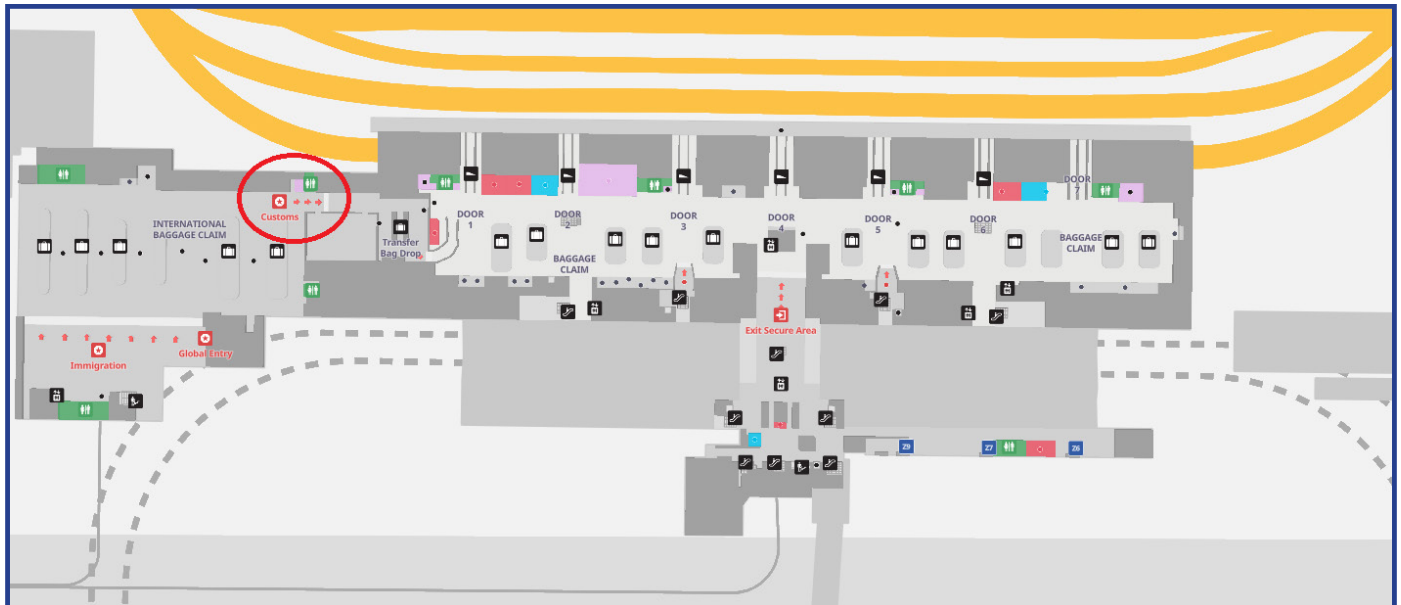 DOOR
7
Customs
INTERNATIONAL
BAGGAGE CLAIM
DOOR
1
DOOR
2
DOOR
3
DOOR
4
DOOR
5
DOOR
6
Transfer
Bag Drop
BAGGAGE
CLAIM
BAGGAGE
CLAIM
Exit Secure Area
Global Entry
Immigration
Z9
Z7
Z6